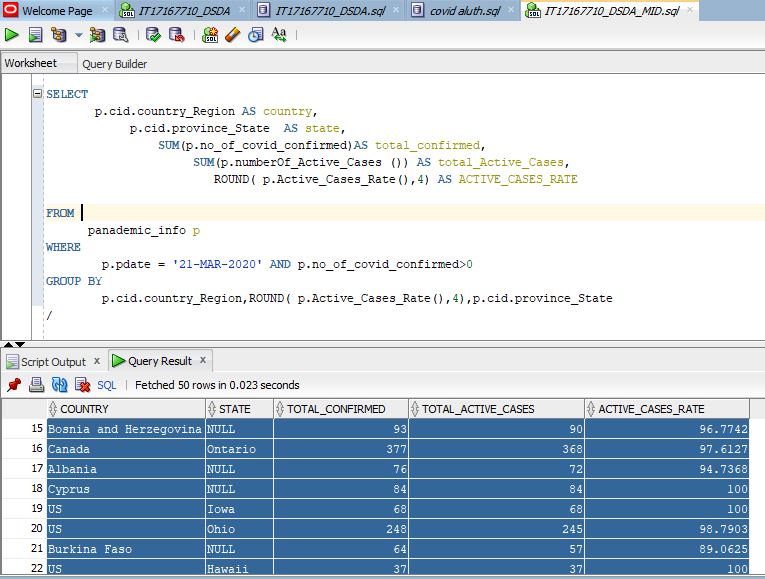 Welcome Page IT17167710_DSDA IT17167710_DSDA.sql covid aluth.sql IT17167710_DSDA_MID.sql
Worksheet Query Builder
SELECT
p.cid.country_Region AS country,
p.cid.province_State AS state,
SUM(p.no_of_covid_confirmed)AS total_confirmed,
SUM(p.numberOf_Active_Cases ()) AS total_Active_Cases,
ROUND( p.Active_Cases_Rate(),4) AS ACTIVE_CASES_RATE
FROM
panademic_info p
WHERE
p.pdate = '21-MAR-2020' AND p.no_of_covid_confirmed>0
GROUP BY
p.cid.country_Region,ROUND( p.Active_Cases_Rate(),4),p.cid.province_State
/
Script Output x Query Result x
SQL | Fetched 50 rows in 0.023 seconds
COUNTRY STATE TOTAL_CONFIRMED TOTAL_ACTIVE_CASES ACTIVE_CASES_RATE
15 Bosnia and Herzegovina NULL 93 90 96.7742
16 Canada Ontario 377 368 97.6127
17 Albania NULL 76 72 94.7368
18 Cyprus NULL 84 84 100
19 US Iowa 68 68 100
20 US Ohio 248 245 98.7903
21 Burkina Faso NULL 64 57 89.0625
22 US Hawaii 37 37 100